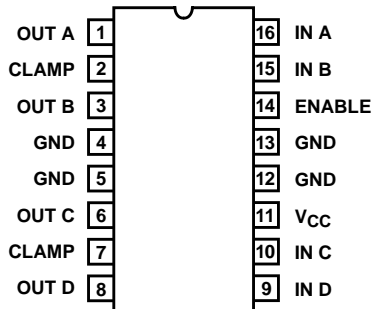 OUT A 1 16 IN A
CLAMP 2 15 IN B
OUT B 3 14 ENABLE
GND 4 13 GND
GND 5 12 GND
OUT C 6 11 VCC
CLAMP 7 10 IN C
OUT D 8 9 IN D